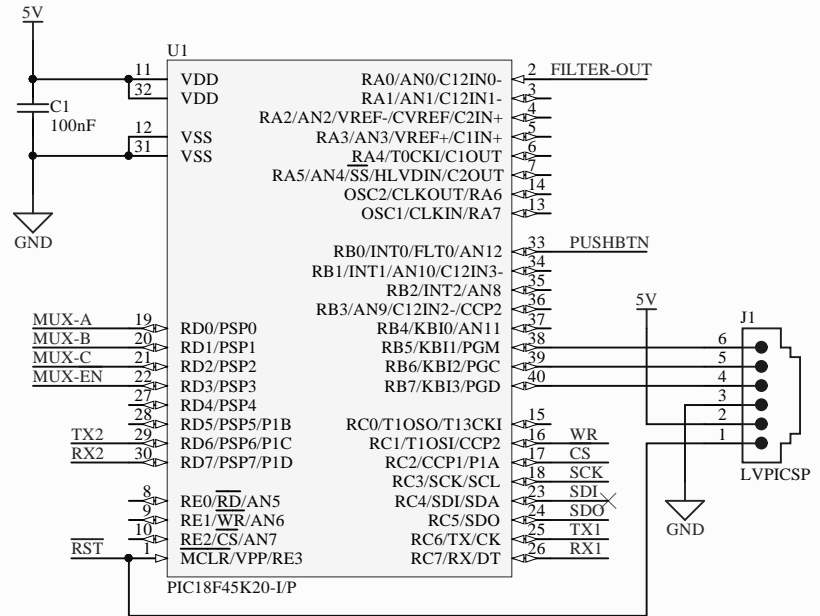 5V
U1
11 VDD
32 VDD
C1
100nF
12 VSS
31 VSS
GND
MUX-A 19 RD0/PSP0
MUX-B 20 RD1/PSP1
MUX-C 21 RD2/PSP2
MUX-EN 22 RD3/PSP3
27 RD4/PSP4
28 RD5/PSP5/P1B
TX2 29 RD6/PSP6/P1C
RX2 30 RD7/PSP7/P1D
8 RE0/RD/AN5
9 RE1/WR/AN6
10 RE2/CS/AN7
RST 1 MCLR/VPP/RE3
PIC18F45K20-I/P
RA0/AN0/C12IN0- 2 FILTER-OUT
RA1/AN1/C12IN1- 3
RA2/AN2/VREF-/CVREF/C2IN+ 4
RA3/AN3/VREF+/C1IN+ 5
RA4/T0CKI/C1OUT 6
RA5/AN4/SS/HLVDIN/C2OUT 7
OSC2/CLKOUT/RA6 14
OSC1/CLKIN/RA7 13
RB0/INT0/FLT0/AN12 33 PUSHBTN
RB1/INT1/AN10/C12IN3- 34
RB2/INT2/AN8 35
RB3/AN9/C12IN2-/CCP2 36
RB4/KBI0/AN11 37
RB5/KBI1/PGM 38
RB6/KBI2/PGC 39
RB7/KBI3/PGD 40
RC0/T1OSO/T13CKI 15
RC1/T1OSI/CCP2 16 WR
RC2/CCP1/P1A 17 CS
RC3/SCK/SCL 18 SCK
RC4/SDI/SDA 23 SDI
RC5/SDO 24 SDO
RC6/TX/CK 25 TX1
RC7/RX/DT 26 RX1
5V
J1
6
5
4
3
2
1
LVPICSP
GND